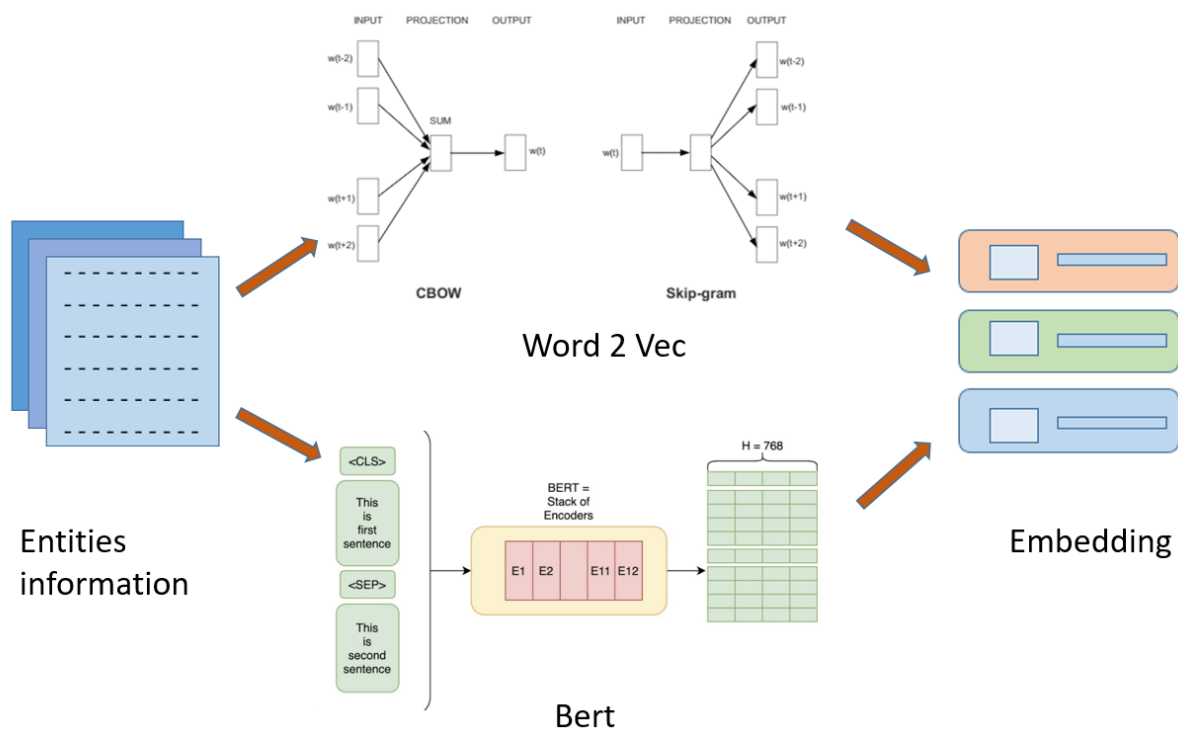 INPUT PROJECTION OUTPUT
w(t-2)
w(t-1)
SUM
w(t)
w(t+1)
w(t+2)
CBOW
INPUT PROJECTION OUTPUT
w(t-2)
w(t-1)
w(t)
w(t+1)
w(t+2)
Skip-gram
Word 2 Vec
Entities
information
<CLS>
This
is
first
sentence
<SEP>
This
is
second
sentence
BERT =
Stack of
Encoders
E1 E2 E11 E12
H = 768
Bert
Embedding